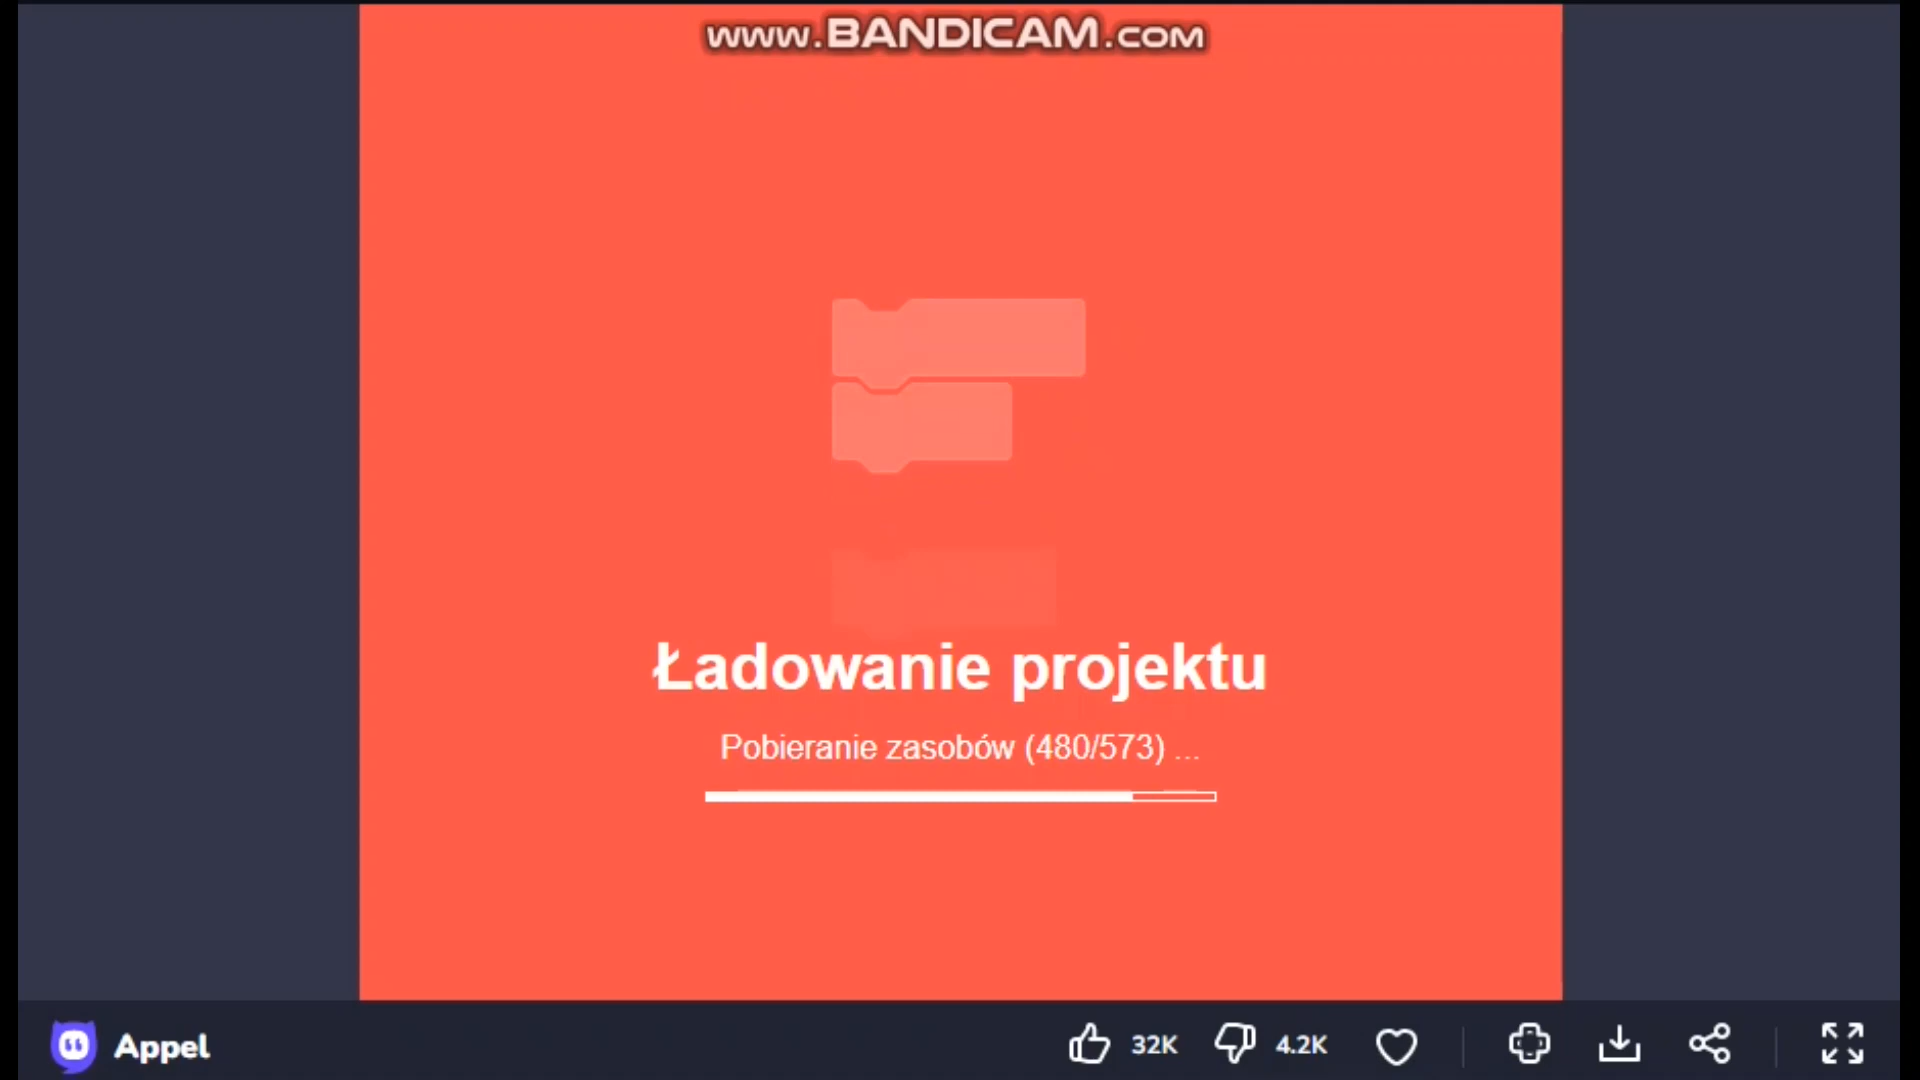 www.BANDICAM.com
Ładowanie projektu
Pobieranie zasobów (480/573) ...
Appel
32K
4.2K